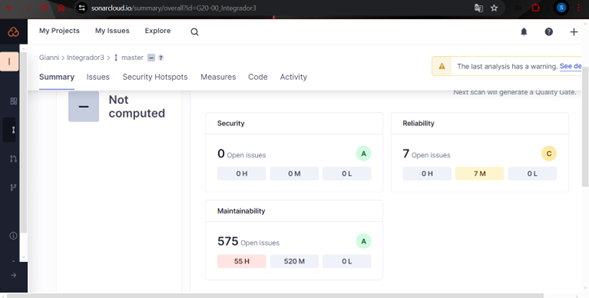 sonarcloud.io/summary/overall?id=GZ0-00_Integrador3
S
My Projects
My Issues
Explore
Gianni > Integrador3 > master
?
The last analysis has a warning. See de
Summary
Issues
Security Hotspots
Measures
Code
Activity
Not
computed
Next scan will generate a Quality Gate.
Security
0 Open issues
A
0 H
0 M
0 L
Reliability
7 Open issues
C
0 H
7 M
0 L
Maintainability
575 Open issues
A
55 H
520 M
0 L